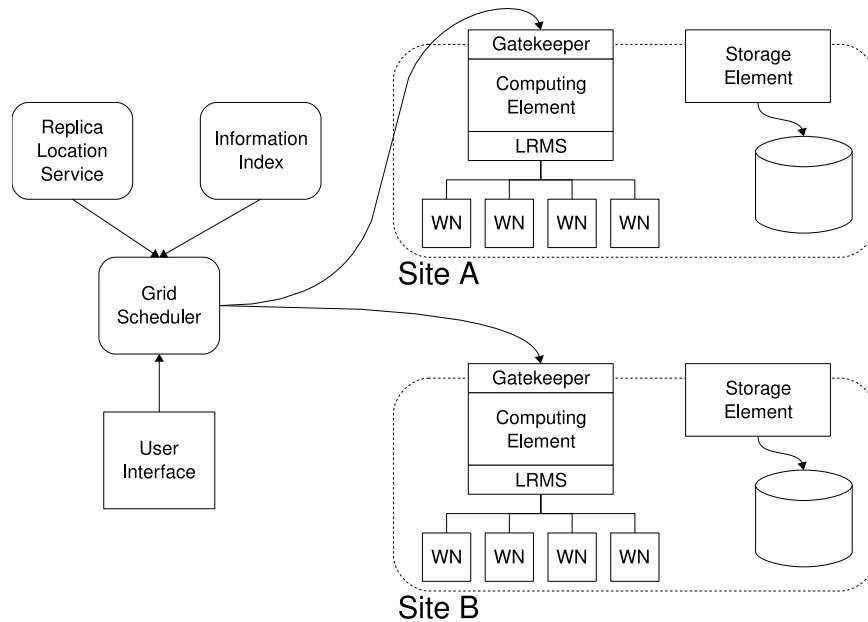 Replica
Location
Service
Information
Index
Grid
Scheduler
User
Interface
Gatekeeper
Computing
Element
LRMS
WN
WN
WN
WN
Storage
Element
Site A
Gatekeeper
Computing
Element
LRMS
WN
WN
WN
WN
Storage
Element
Site B